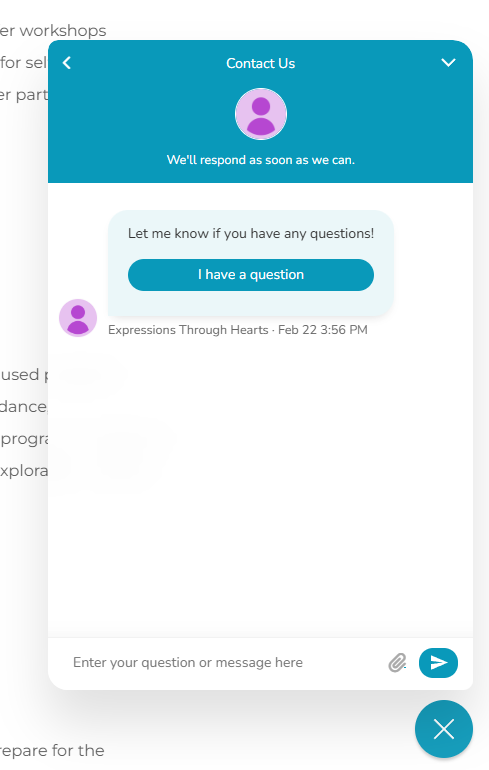 er workshops
for sel
er part
Contact Us
We'll respond as soon as we can.
Let me know if you have any questions!
I have a question
Expressions Through Hearts · Feb 22 3:56 PM
used p
dance.
progra
xplora
Enter your question or message here
repare for the